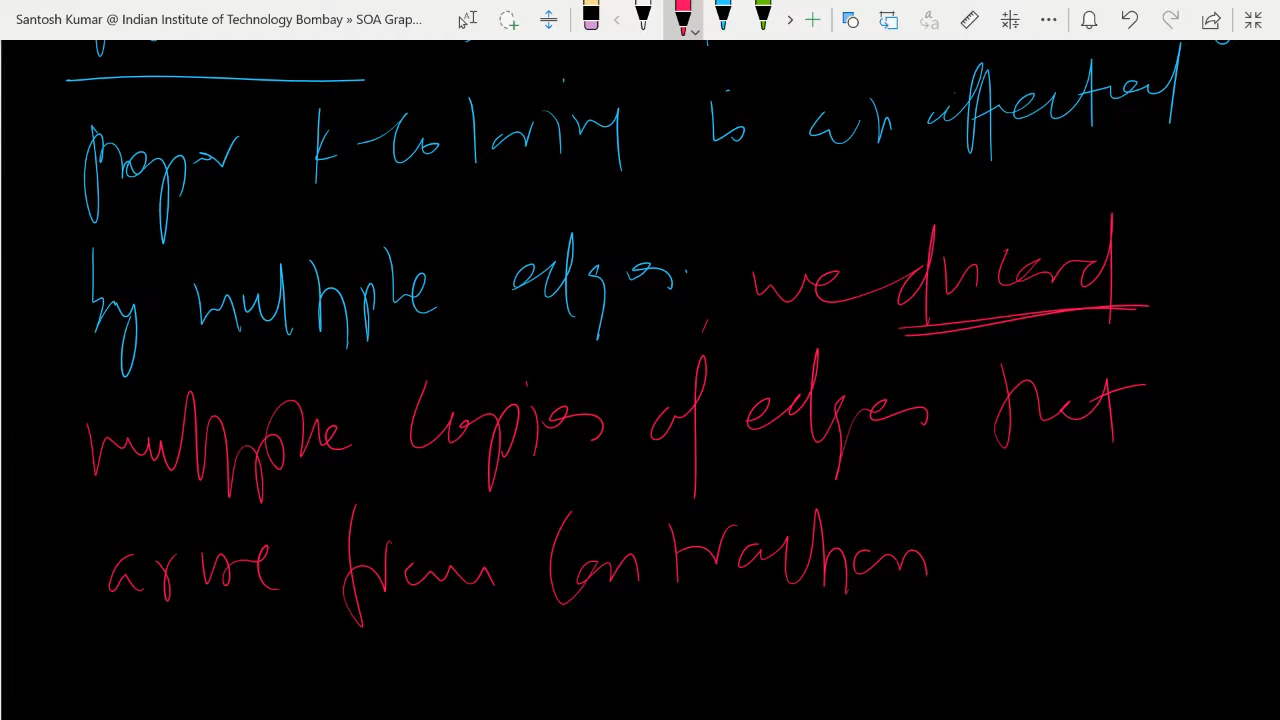 Santosh Kumar @ Indian Institute of Technology Bombay » SOA Grap...
proper k-coloring is unaffected
by multiple edges. we discard
multiple copies of edges that
arise from contraction